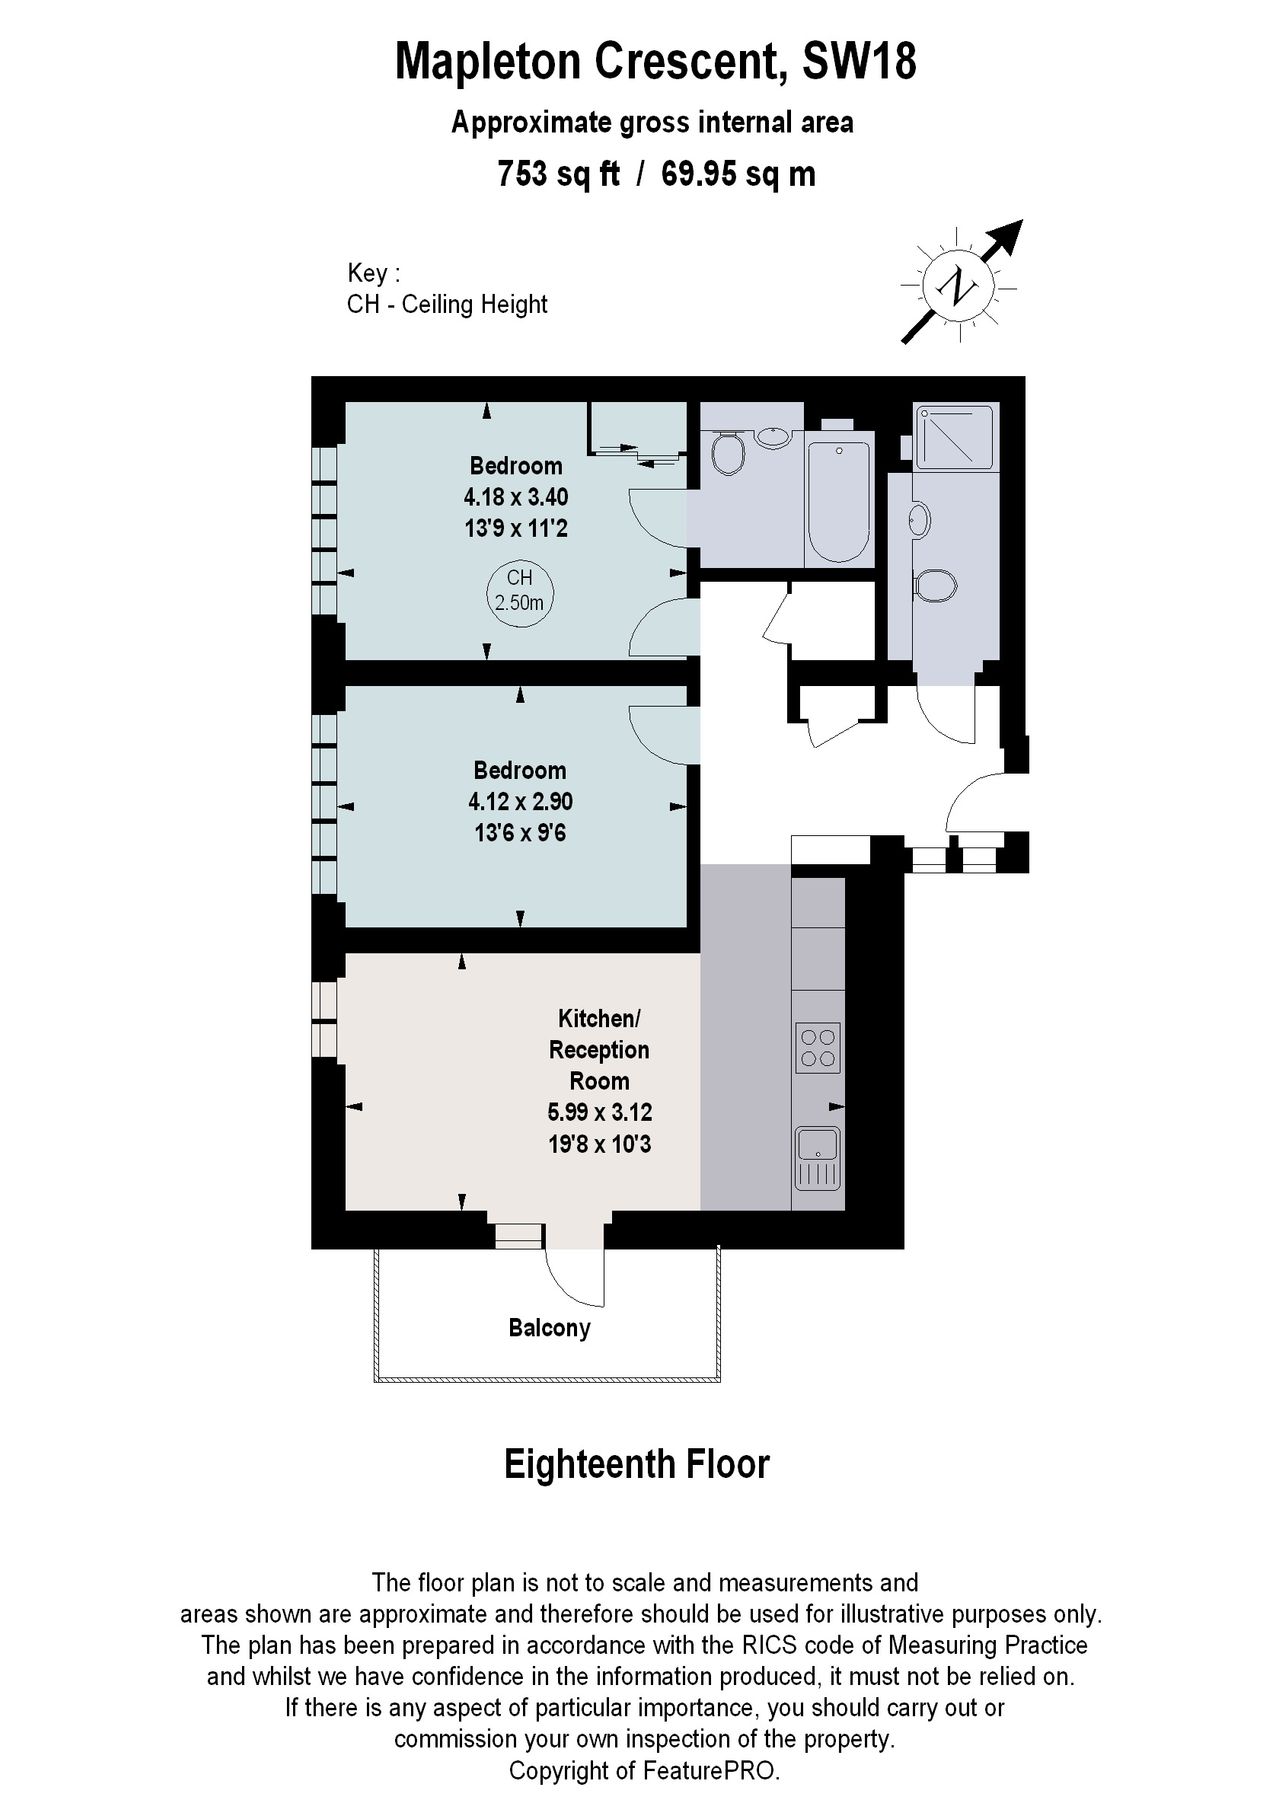 Mapleton Crescent, SW18
Approximate gross internal area
753 sq ft / 69.95 sq m
Key :
CH - Ceiling Height
N
Bedroom
4.18 x 3.40
13'9 x 11'2
CH
2.50m
Bedroom
4.12 x 2.90
13'6 x 9'6
Kitchen/
Reception
Room
5.99 x 3.12
19'8 x 10'3
Balcony
Eighteenth Floor
The floor plan is not to scale and measurements and
areas shown are approximate and therefore should be used for illustrative purposes only.
The plan has been prepared in accordance with the RICS code of Measuring Practice
and whilst we have confidence in the information produced, it must not be relied on.
If there is any aspect of particular importance, you should carry out or
commission your own inspection of the property.
Copyright of FeaturePRO.